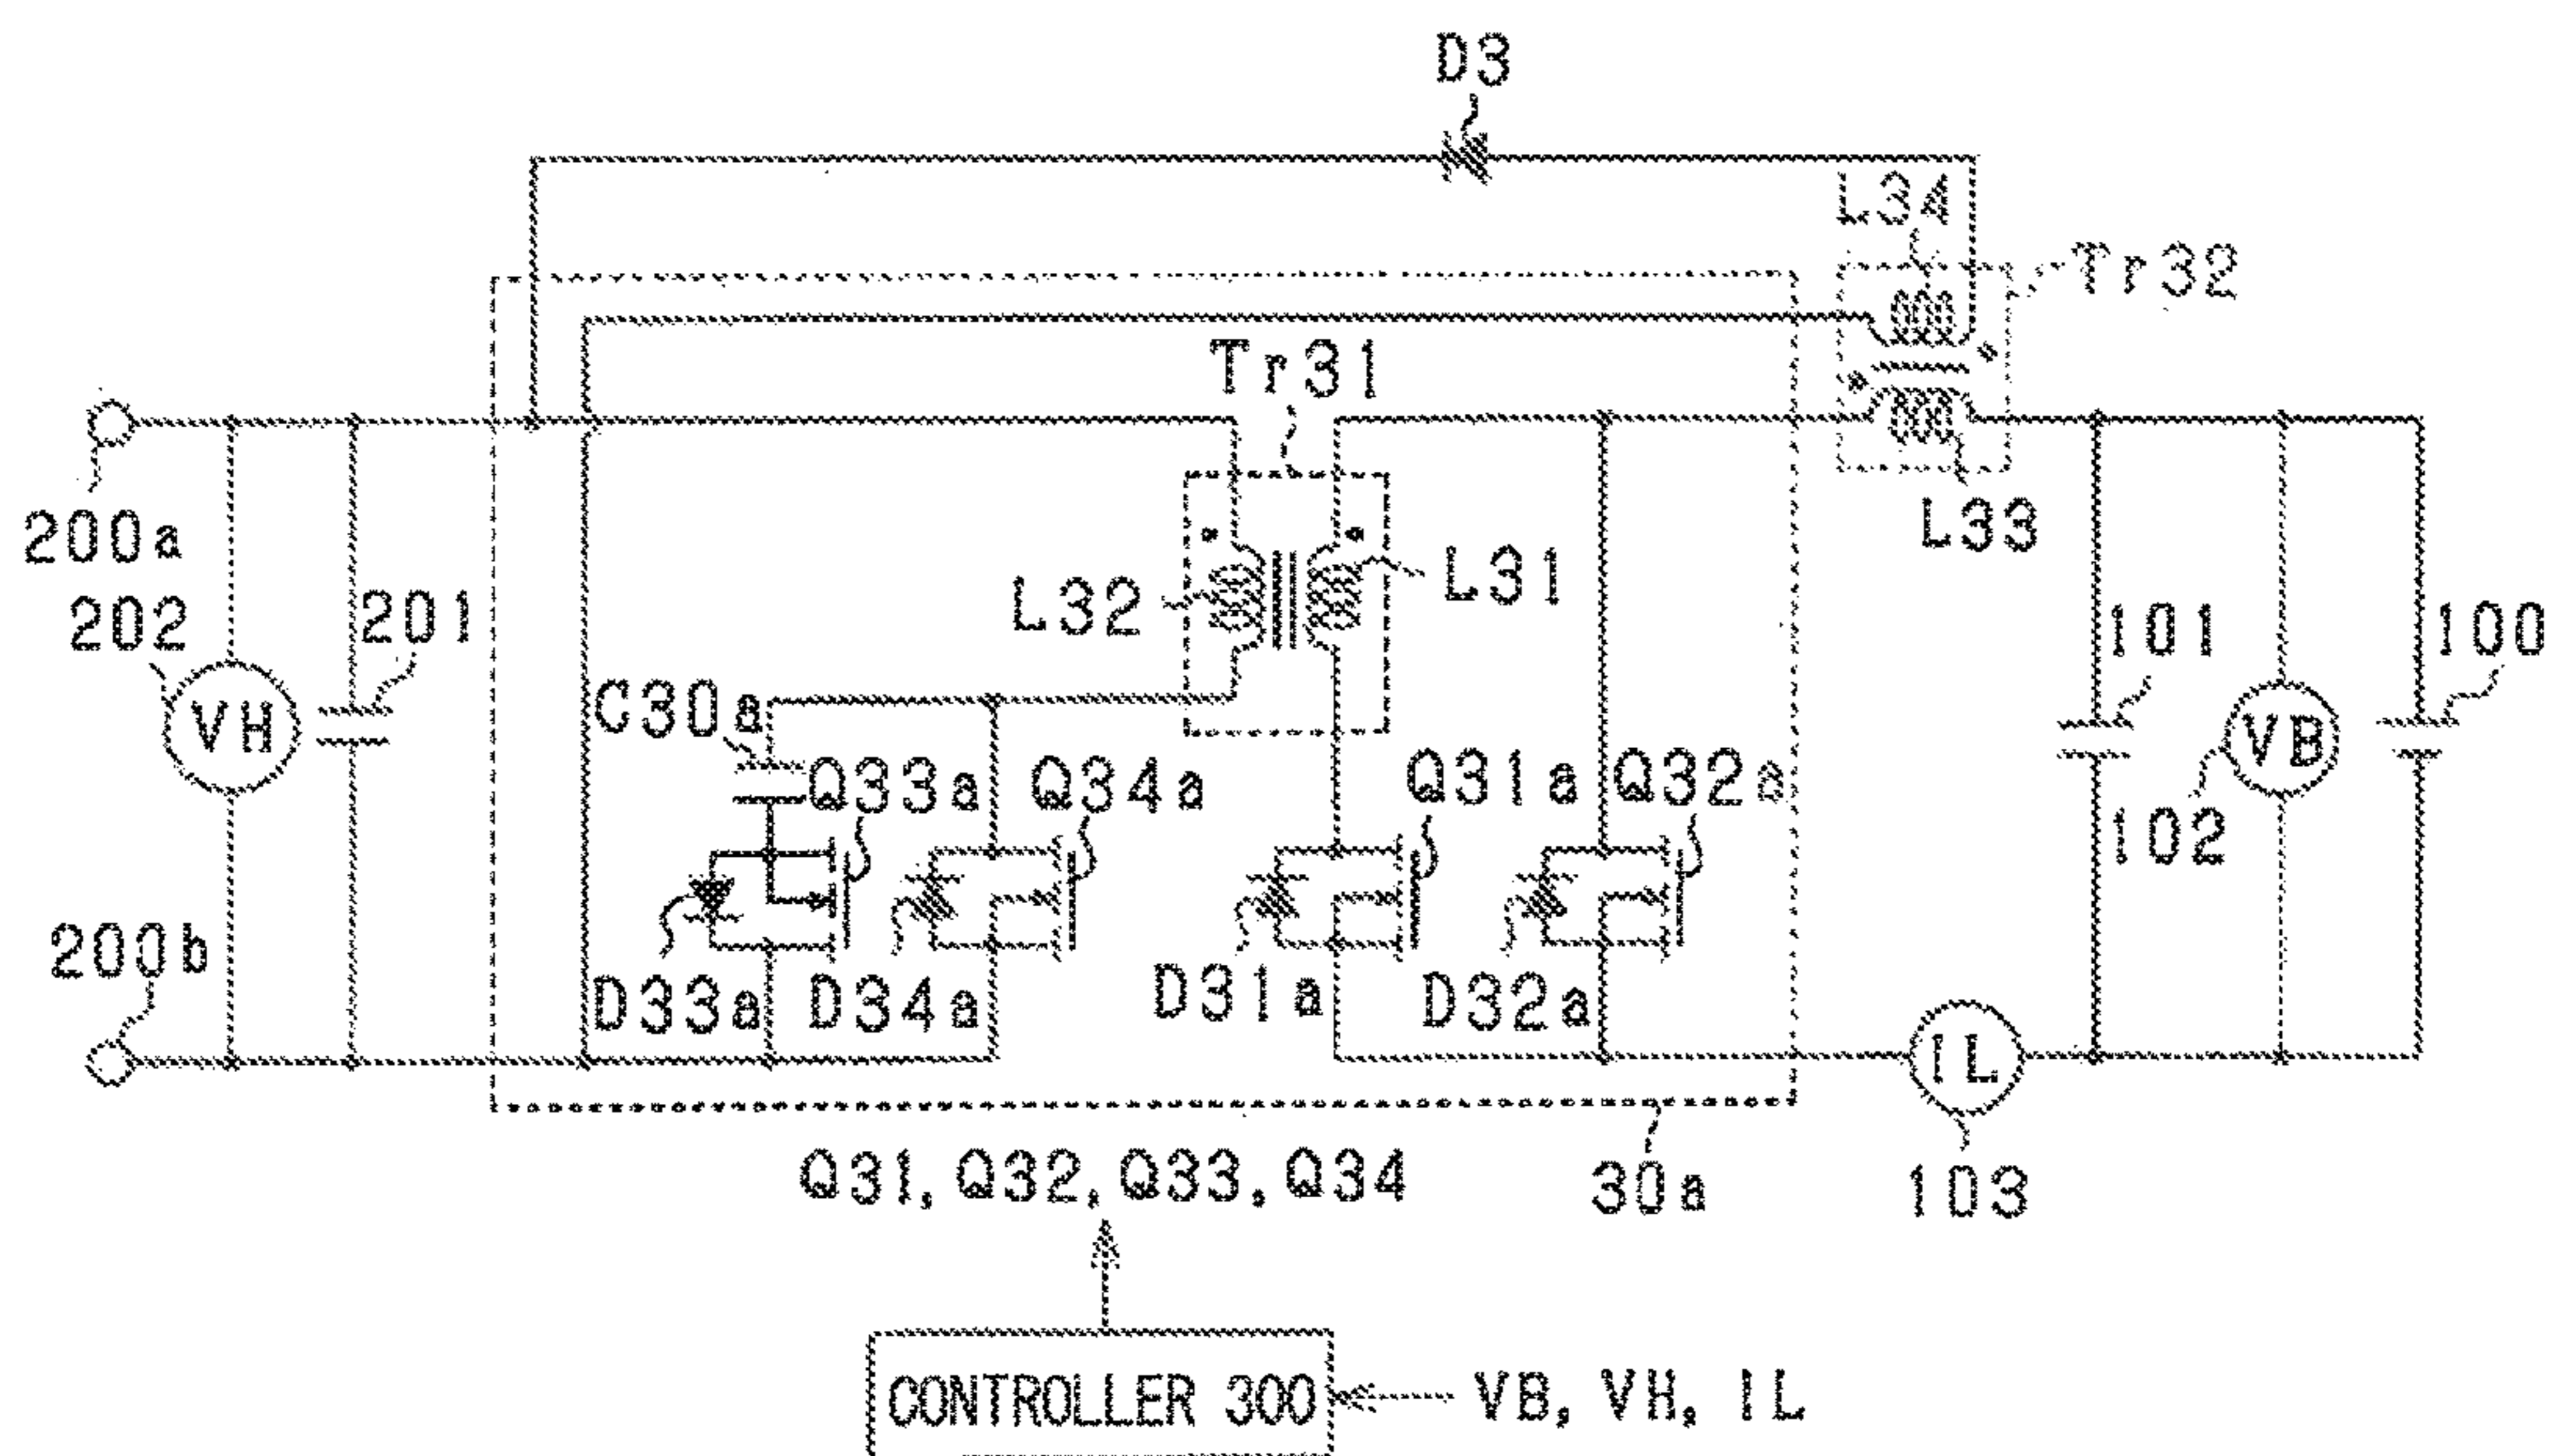 D3
L34
Tr32
Tr31
200a
L33
202
201
L32
L31
101
100
VH
C30a
VB
Q33a
Q34a
Q31a
Q32a
102
200b
D33a
D34a
D31a
D32a
IL
Q31, Q32, Q33, Q34
30a
103
CONTROLLER 300
VB, VH, IL